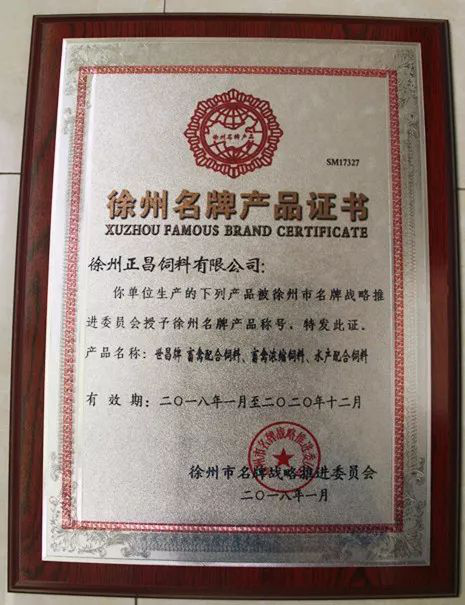 徐州名牌产品
SM17327
徐州名牌产品证书
XUZHOU FAMOUS BRAND CERTIFICATE
徐州正昌饲料有限公司：
你单位生产的下列产品被徐州市名牌战略推
进委员会授予徐州名牌产品称号，特发此证。
产品名称：世昌牌 畜禽配合饲料、畜禽浓缩饲料、水产配合饲料
有效期：二〇一八年一月至二〇二〇年十二月
徐州市名牌战略推进委员会
二〇一八年一月